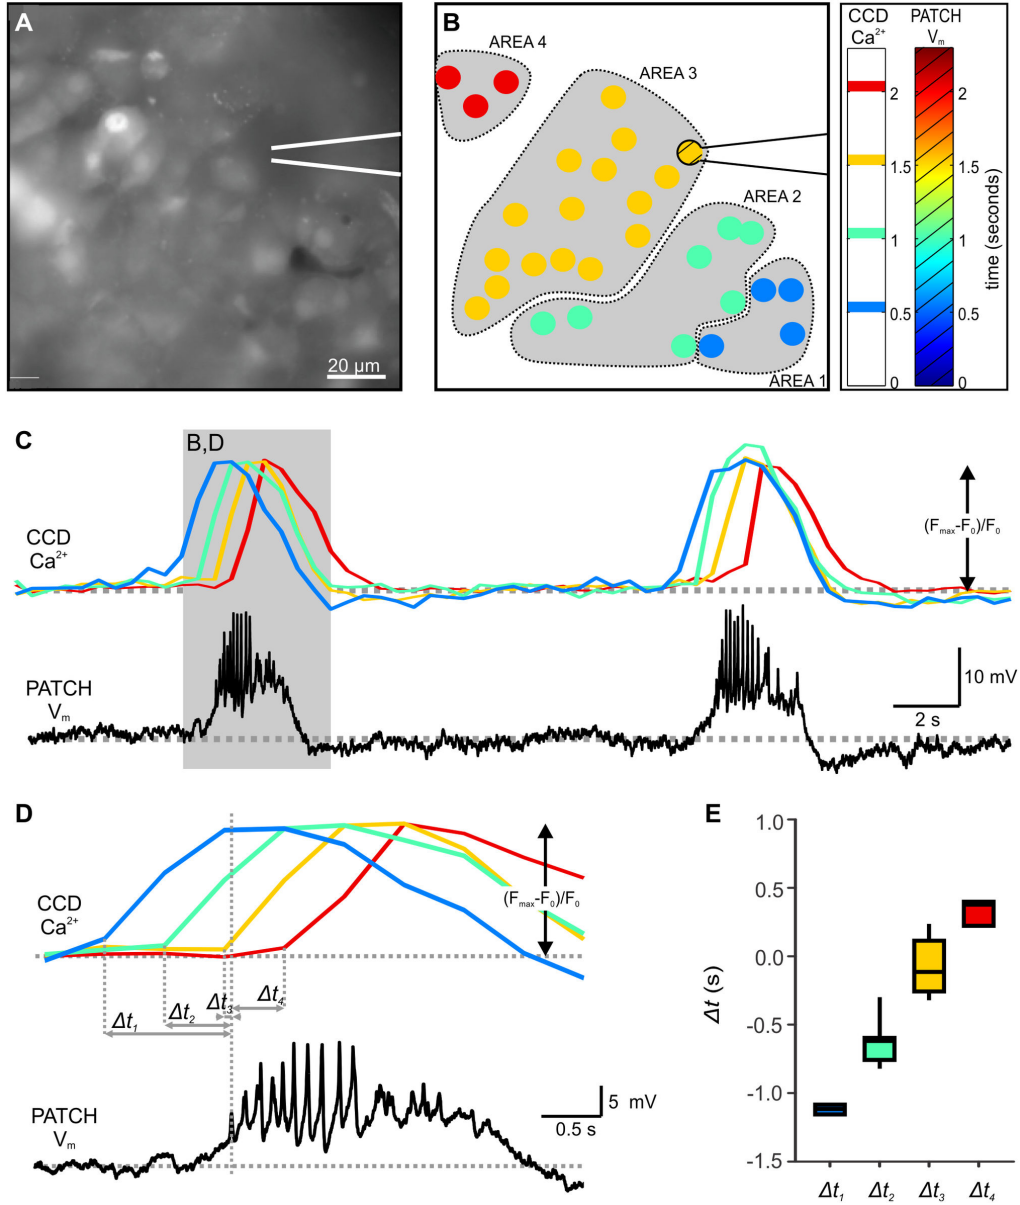 A
20 µm
B
AREA 4
AREA 3
AREA 2
AREA 1
CCD
Ca²⁺
PATCH
Vₘ
2
1.5
1
0.5
0
2
1.5
1
0.5
0
time (seconds)
C
B,D
CCD
Ca²⁺
(Fmax-F₀)/F₀
PATCH
Vₘ
10 mV
2 s
D
CCD
Ca²⁺
(Fmax-F₀)/F₀
Δt₁
Δt₂
Δt₃
Δt₄
PATCH
Vₘ
5 mV
0.5 s
E
1.0
0.5
0.0
-0.5
-1.0
-1.5
Δt (s)
Δt₁ Δt₂ Δt₃ Δt₄